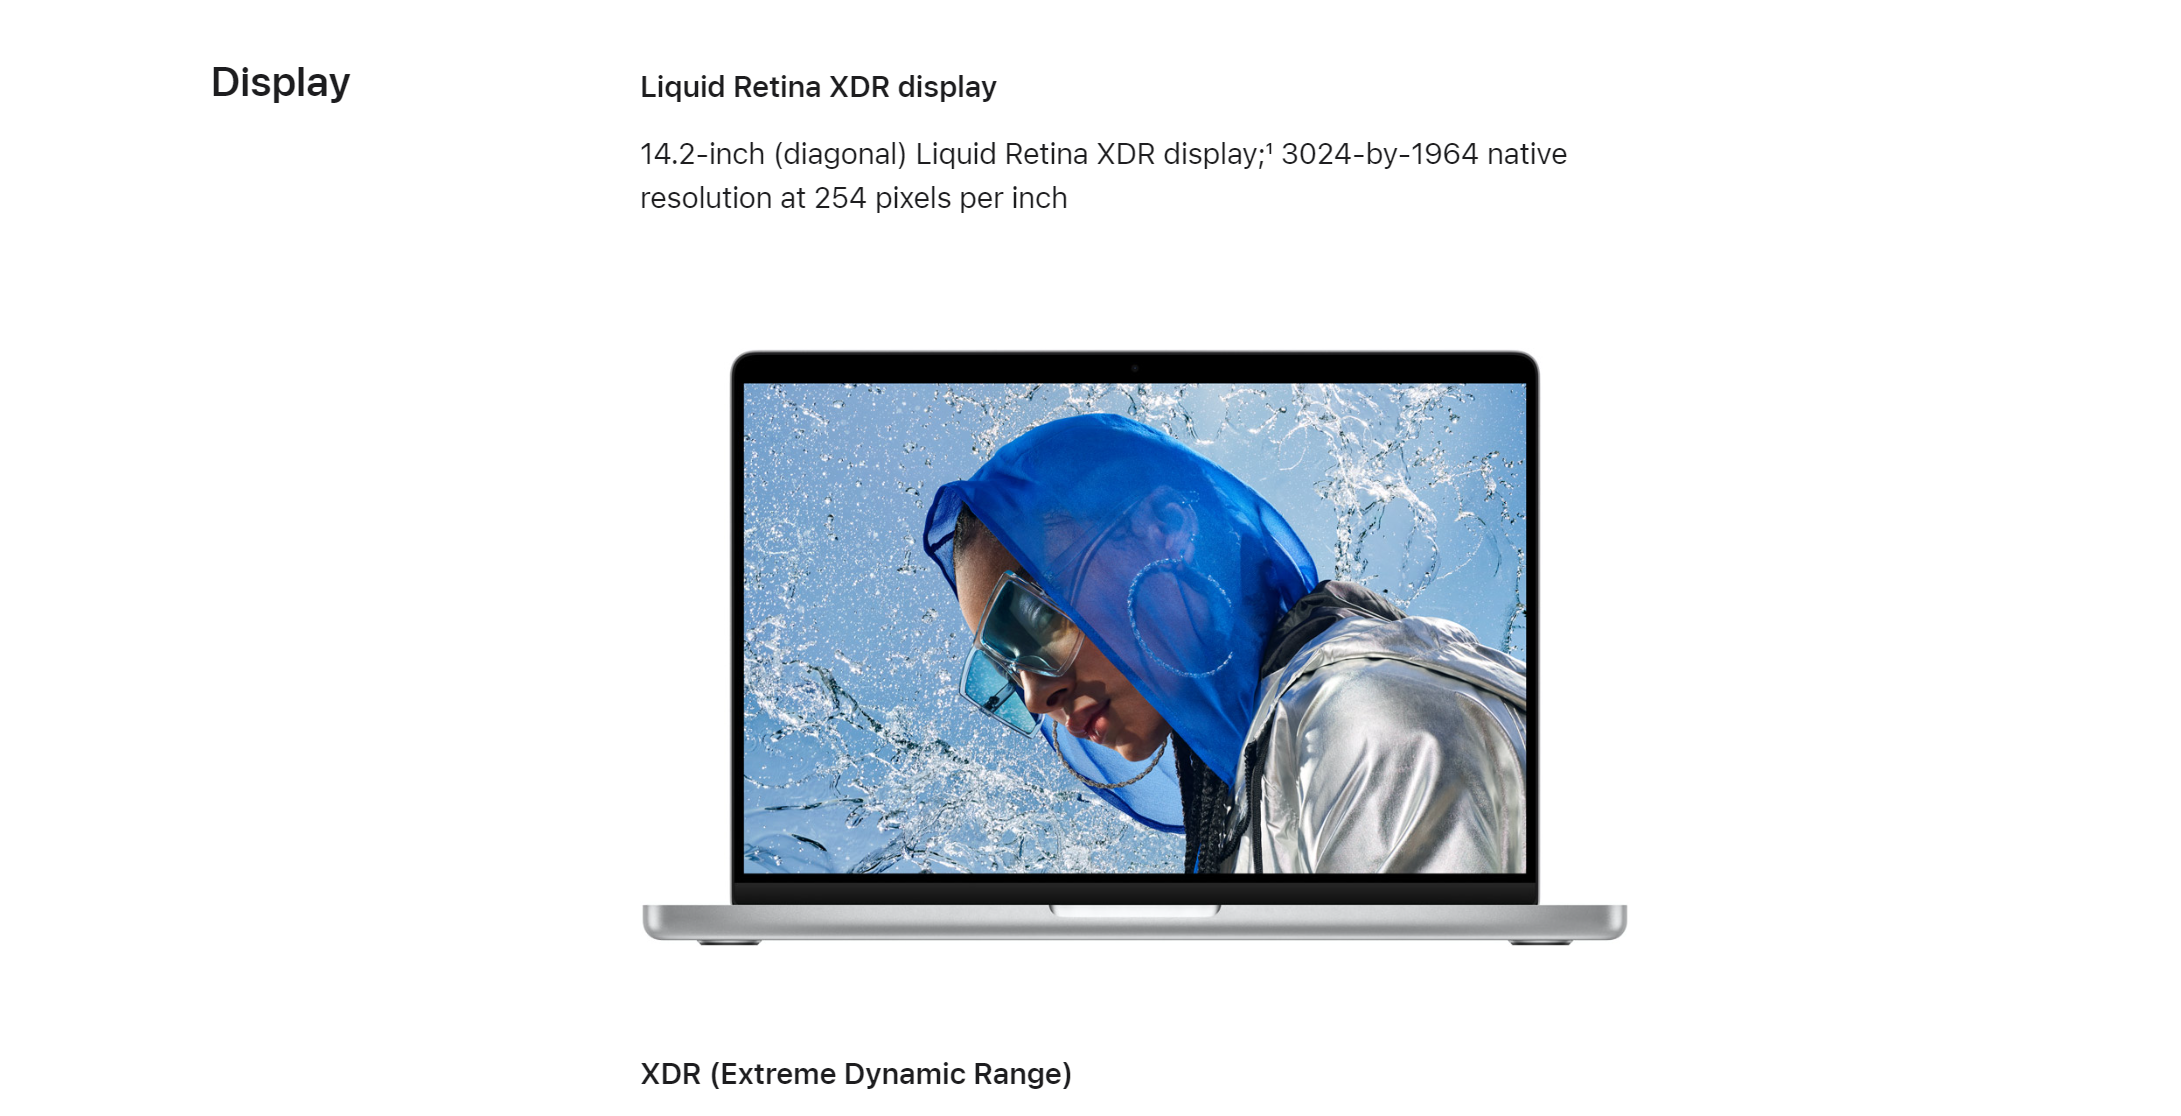 Display
Liquid Retina XDR display
14.2-inch (diagonal) Liquid Retina XDR display;¹ 3024-by-1964 native
resolution at 254 pixels per inch
XDR (Extreme Dynamic Range)